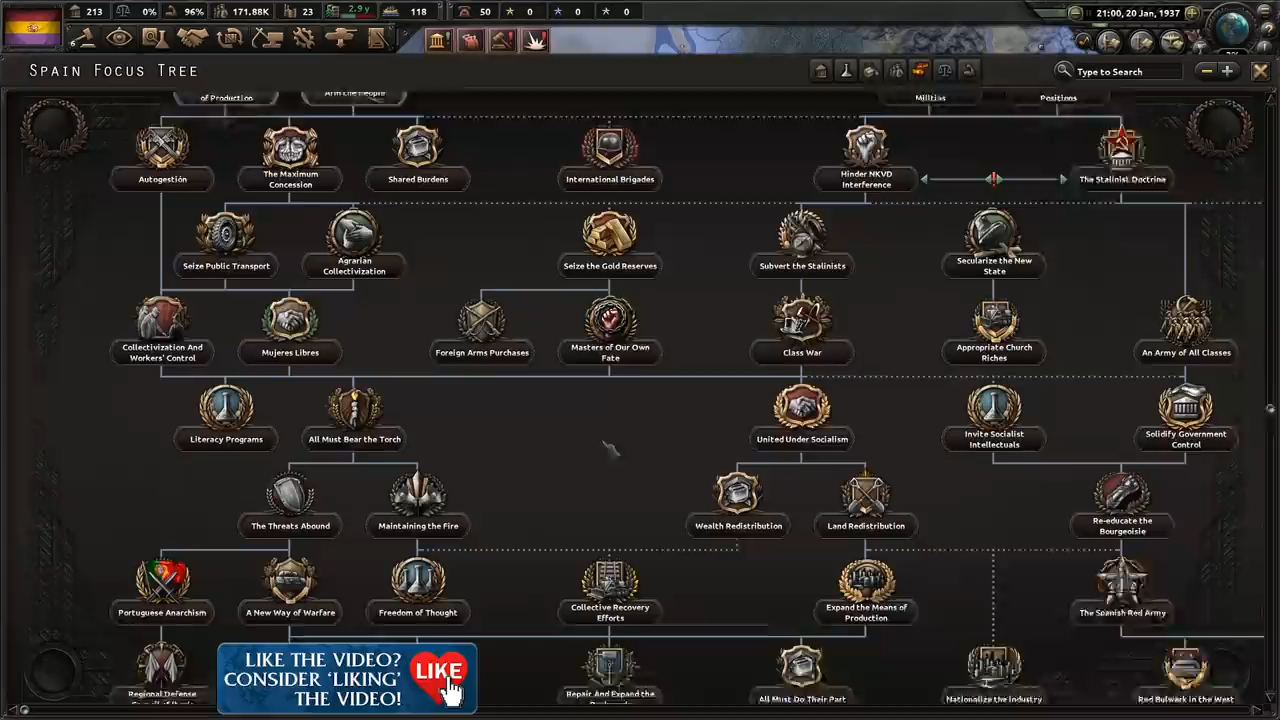 213 0% 96% 171.88K 23 2.9 y 118 50 0 0 0 21:00, 20 Jan, 1937
SPAIN FOCUS TREE
Type to Search
of Production
Arm the People
Militias
Positions
Autogestión
The Maximum
Concession
Shared Burdens
International Brigades
Hinder NKVD
Interference
The Stalinist Doctrine
Seize Public Transport
Agrarian
Collectivization
Seize the Gold Reserves
Subvert the Stalinists
Secularize the New
State
Collectivization And
Workers' Control
Mujeres Libres
Foreign Arms Purchases
Masters of Our Own
Fate
Class War
Appropriate Church
Riches
An Army of All Classes
Literacy Programs
All Must Bear the Torch
United Under Socialism
Invite Socialist
Intellectuals
Solidify Government
Control
The Threats Abound
Maintaining the Fire
Wealth Redistribution
Land Redistribution
Re-educate the
Bourgeoisie
Portuguese Anarchism
A New Way of Warfare
Freedom of Thought
Collective Recovery
Efforts
Expand the Means of
Production
The Spanish Red Army
Regional Defense
Repair And Expand the
All Must Do Their Part
Nationalize the Industry
Red Bulwark in the West
LIKE THE VIDEO?
CONSIDER 'LIKING'
THE VIDEO!
LIKE